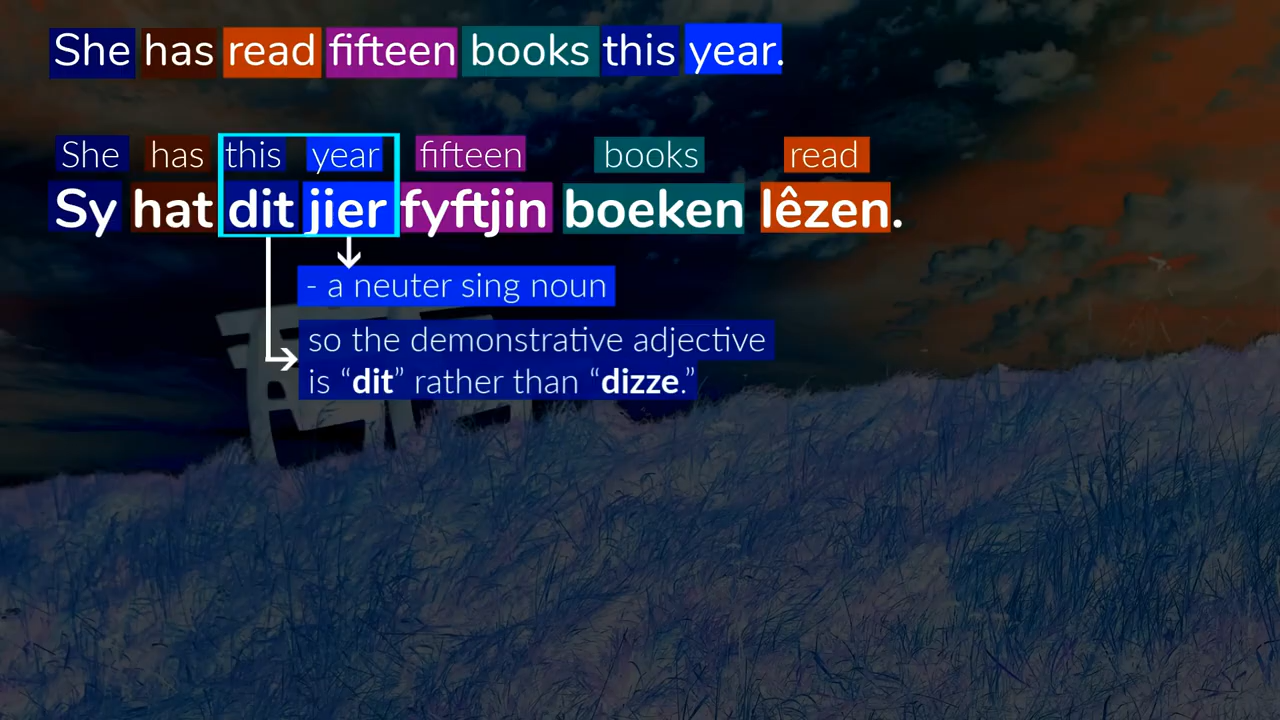 She has read fifteen books this year.
She has this year fifteen books read
Sy hat dit jier fyftjin boeken lêzen.
- a neuter sing noun
so the demonstrative adjective
is “dit” rather than “dizze.”